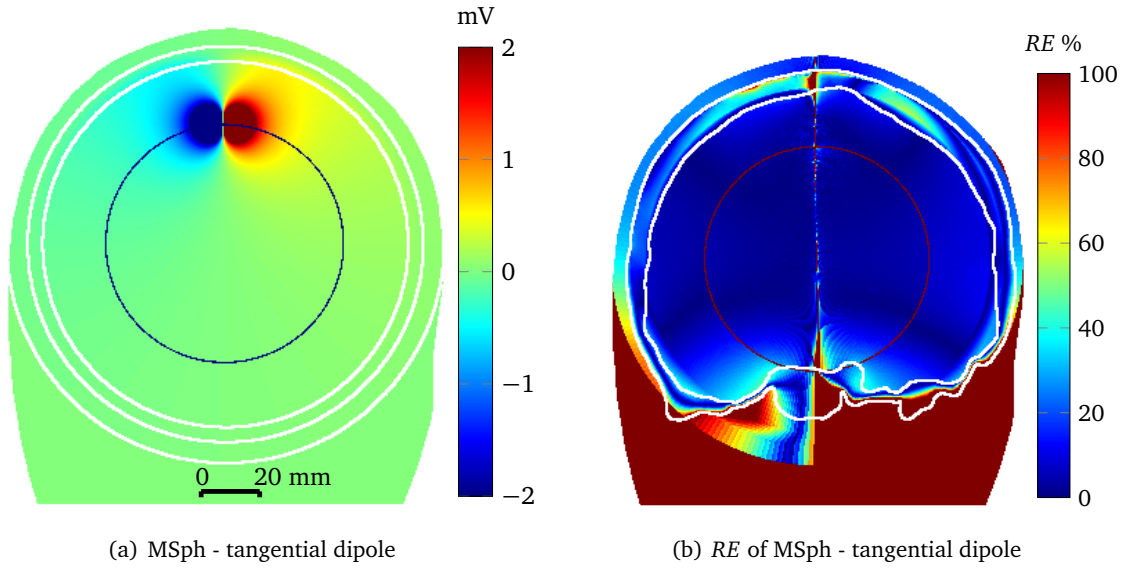 mV
2
1
0
−1
−2
0 20 mm
(a) MSph - tangential dipole
RE %
100
80
60
40
20
0
(b) RE of MSph - tangential dipole